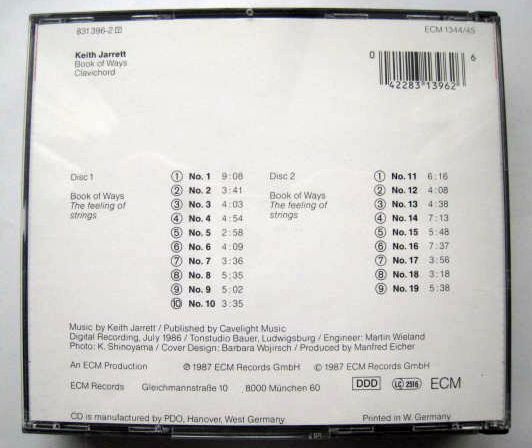 831 396-2
ECM 1344/45
Keith Jarrett
Book of Ways
Clavichord
0 42283 13962 6
Disc 1
Book of Ways
The feeling of
strings
1 No. 1 9:08
2 No. 2 3:41
3 No. 3 4:03
4 No. 4 4:54
5 No. 5 2:58
6 No. 6 4:09
7 No. 7 3:36
8 No. 8 5:35
9 No. 9 5:02
10 No. 10 3:35
Disc 2
Book of Ways
The feeling of
strings
1 No. 11 6:16
2 No. 12 4:08
3 No. 13 4:38
4 No. 14 7:13
5 No. 15 5:48
6 No. 16 7:37
7 No. 17 3:56
8 No. 18 3:18
9 No. 19 5:38
Music by Keith Jarrett / Published by Cavelight Music
Digital Recording, July 1986 / Tonstudio Bauer, Ludwigsburg / Engineer: Martin Wieland
Photo: K. Shinoyama / Cover Design: Barbara Wojirsch / Produced by Manfred Eicher
An ECM Production ℗ 1987 ECM Records GmbH © 1987 ECM Records GmbH
ECM Records Gleichmannstraße 10 8000 München 60 DDD LC 2516 ECM
CD is manufactured by PDO, Hanover, West Germany Printed in W. Germany